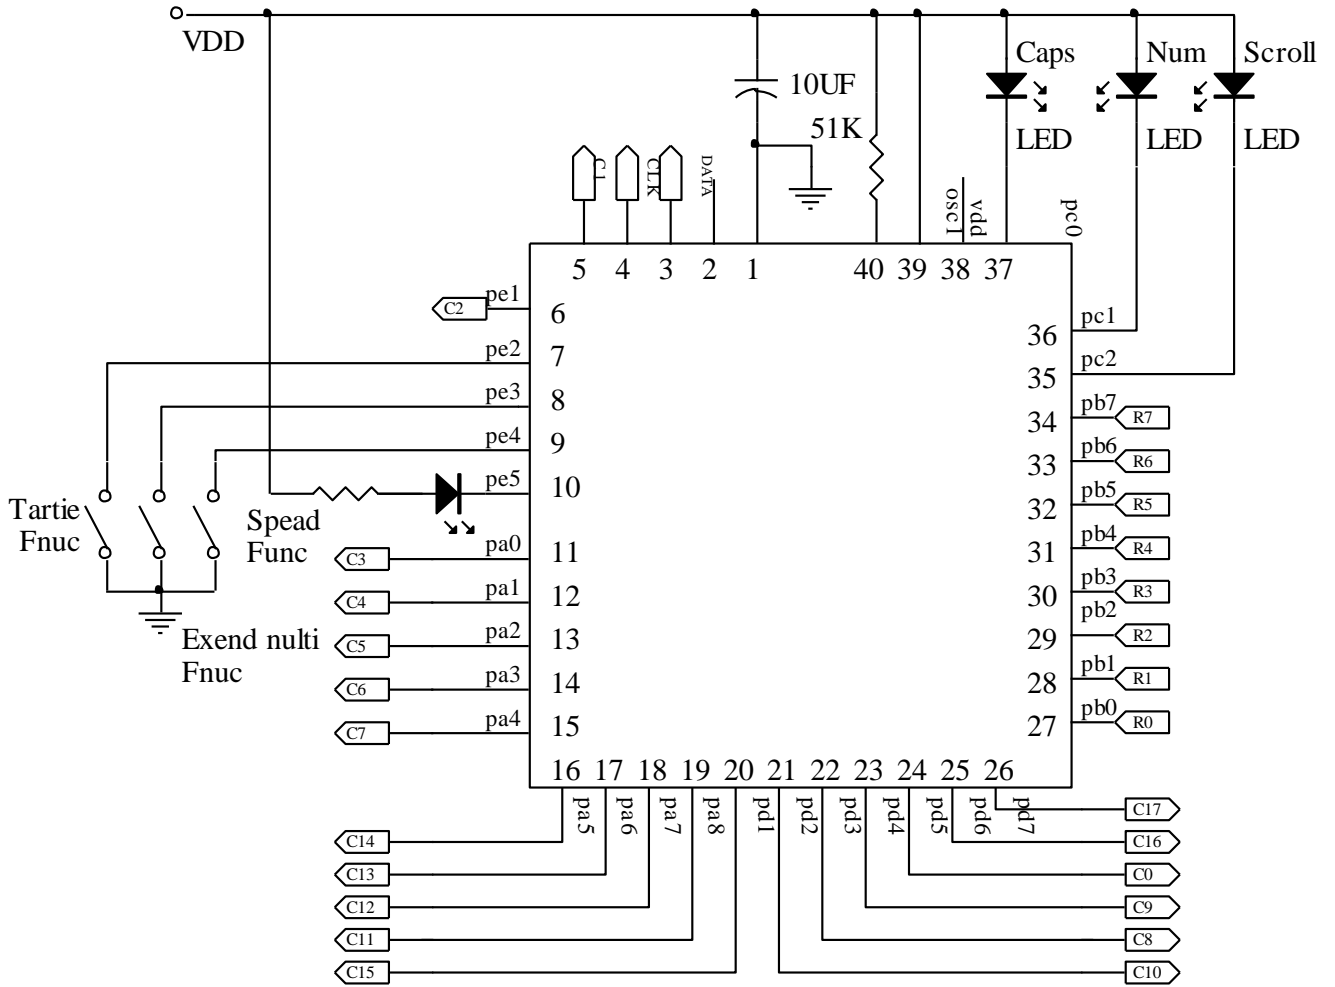 VDD
Caps
Num
Scroll
10UF
51K
LED
LED
LED
C1
CLK
DATA
osc1
vdd
pc0
5
4
3
2
1
40
39
38
37
C2
pe1
6
pe2
7
pe3
8
pe4
9
pe5
10
Tartie
Fnuc
Spead
Func
Exend nulti
Fnuc
C3
pa0
11
C4
pa1
12
C5
pa2
13
C6
pa3
14
C7
pa4
15
36
pc1
35
pc2
34
pb7
R7
33
pb6
R6
32
pb5
R5
31
pb4
R4
30
pb3
R3
29
pb2
R2
28
pb1
R1
27
pb0
R0
16
17
18
19
20
21
22
23
24
25
26
pa5
pa6
pa7
pa8
pd1
pd2
pd3
pd4
pd5
pd6
pd7
C14
C13
C12
C11
C15
C17
C16
C0
C9
C8
C10